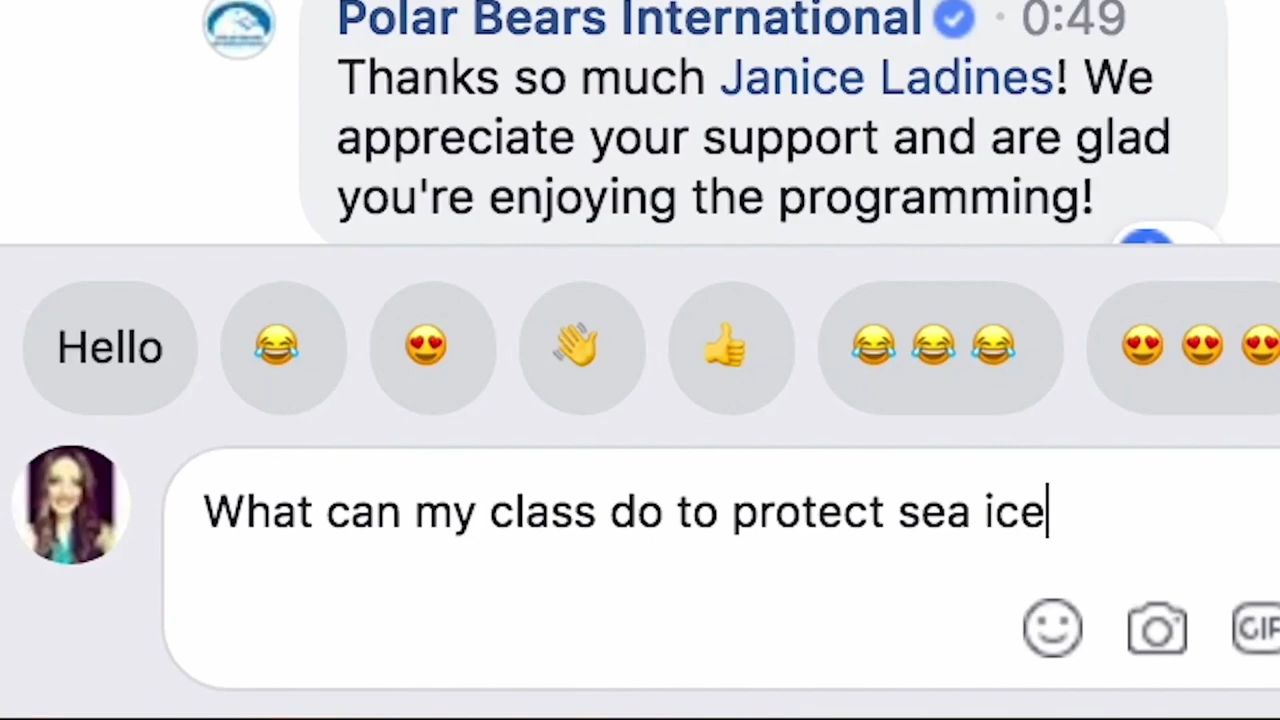 Polar Bears International · 0:49
Thanks so much Janice Ladines! We
appreciate your support and are glad
you're enjoying the programming!
Hello
What can my class do to protect sea ice
GIF